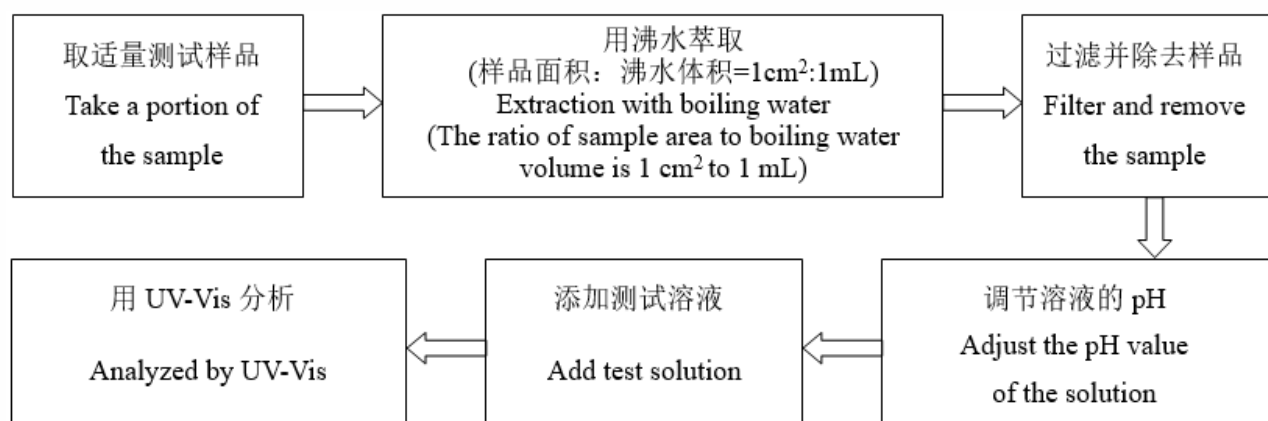 取适量测试样品
Take a portion of
the sample
用沸水萃取
(样品面积：沸水体积=1cm²:1mL)
Extraction with boiling water
(The ratio of sample area to boiling water
volume is 1 cm² to 1 mL)
过滤并除去样品
Filter and remove
the sample
调节溶液的 pH
Adjust the pH value
of the solution
添加测试溶液
Add test solution
用 UV-Vis 分析
Analyzed by UV-Vis